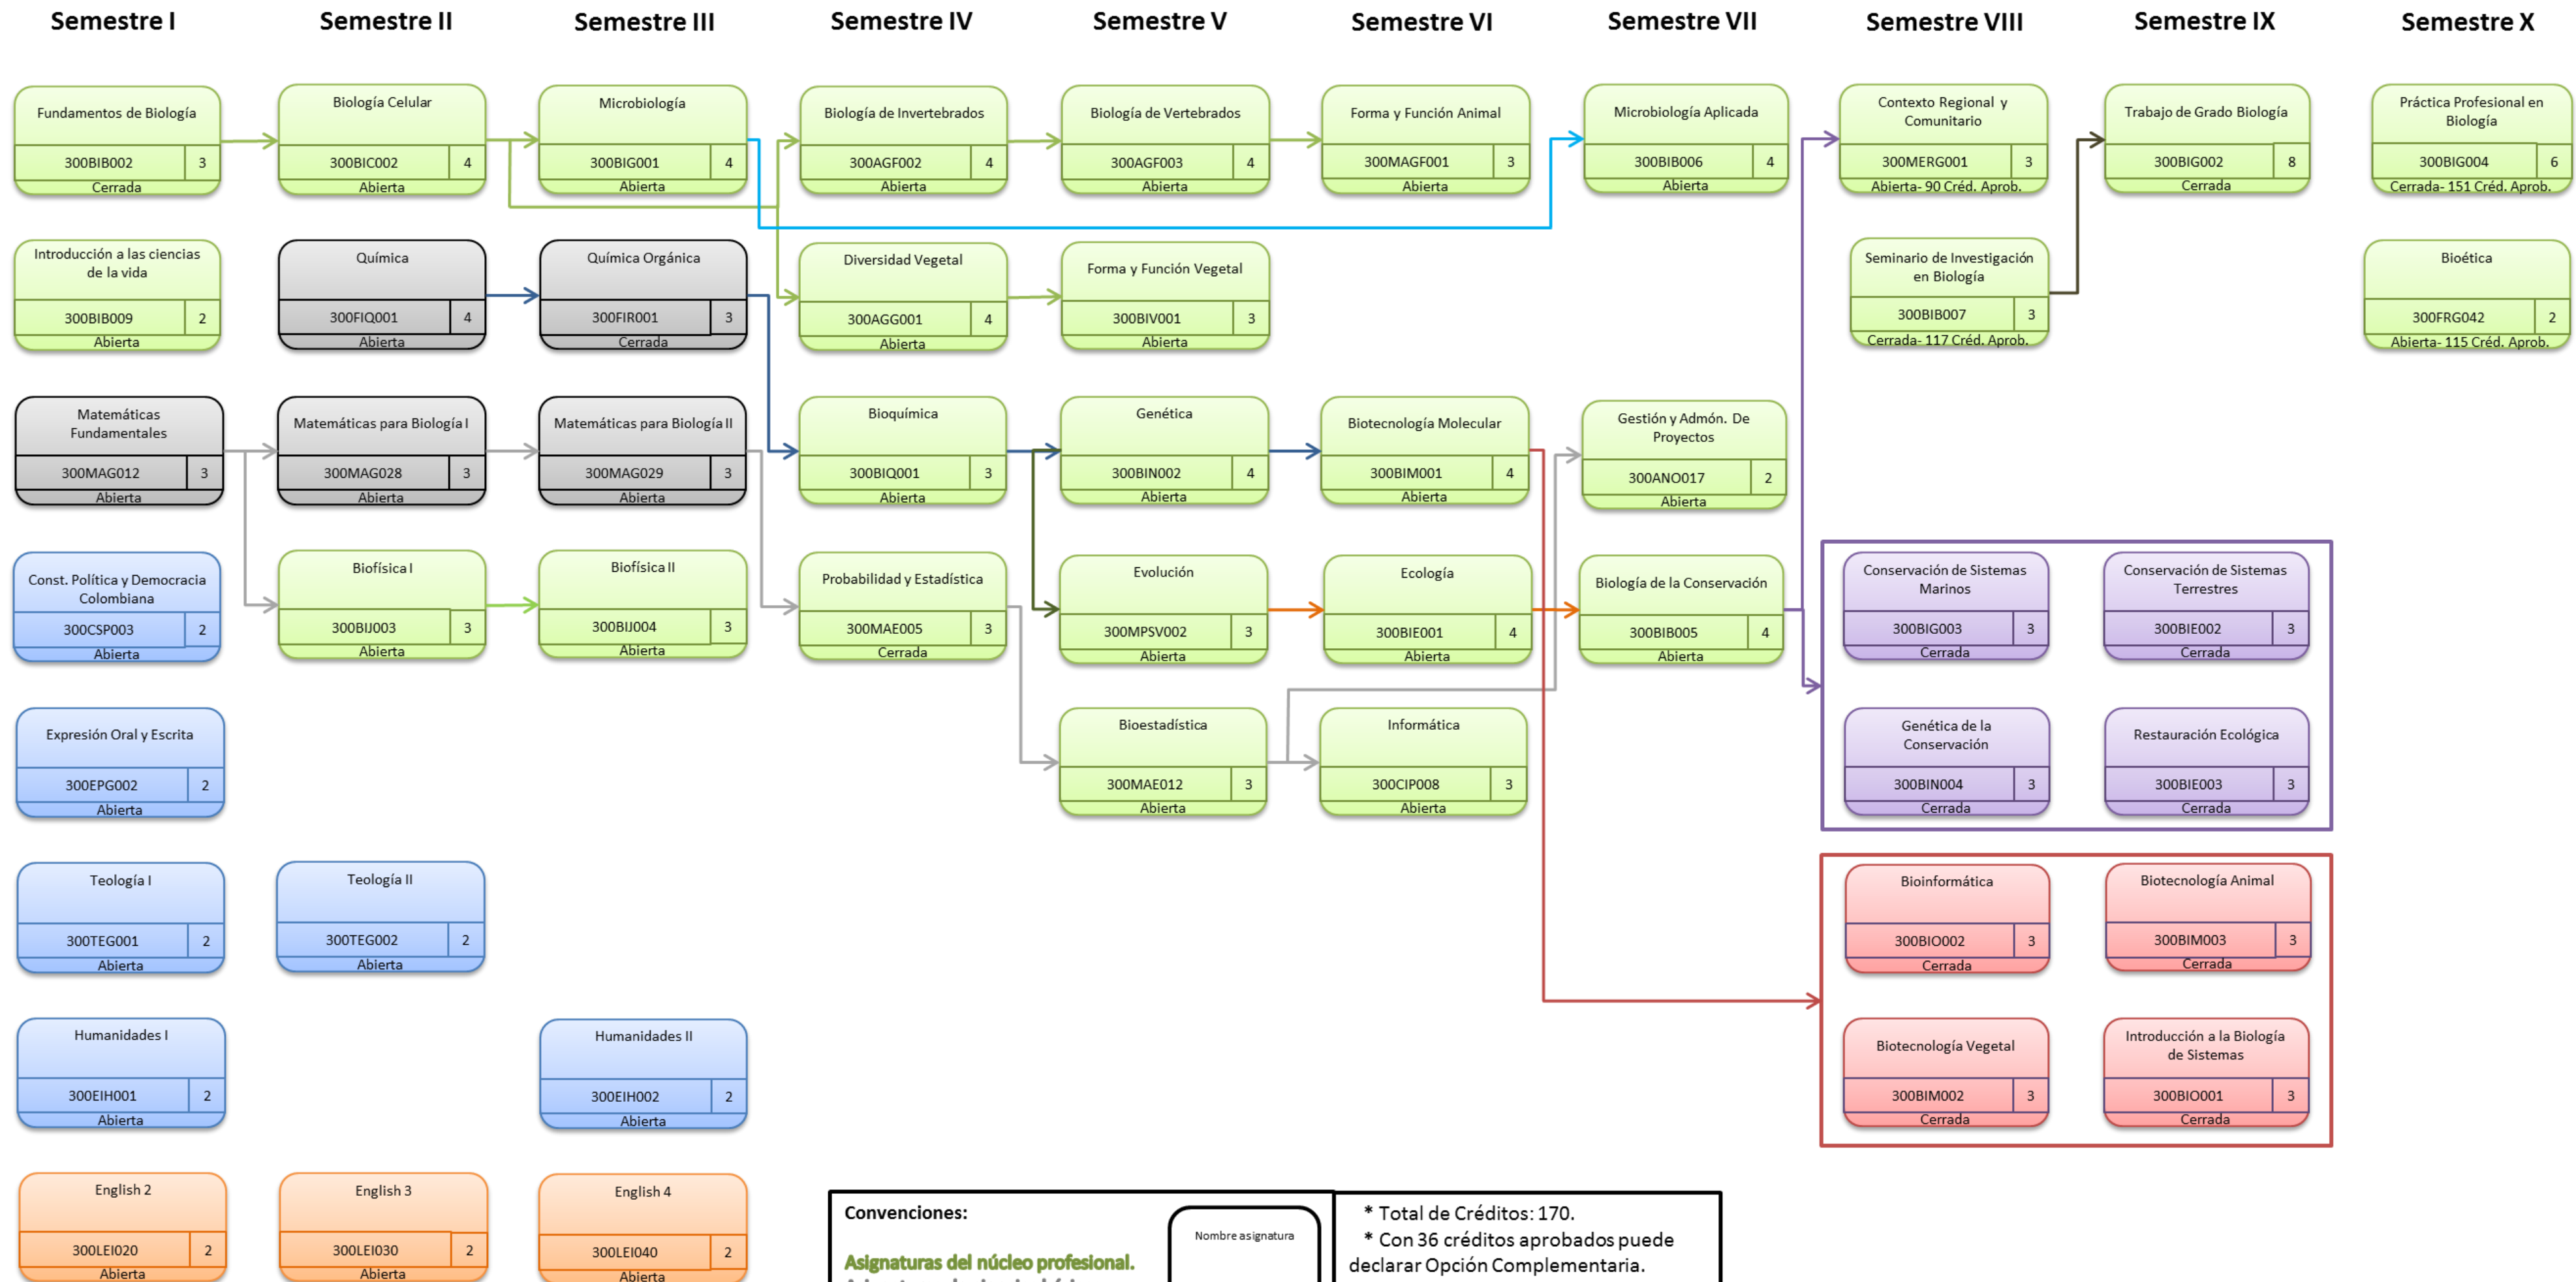 Semestre I
Semestre II
Semestre III
Semestre IV
Semestre V
Semestre VI
Semestre VII
Semestre VIII
Semestre IX
Semestre X
Fundamentos de Biología
300BIB002 3
Cerrada
Biología Celular
300BIC002 4
Abierta
Microbiología
300BIG001 4
Abierta
Biología de Invertebrados
300AGF002 4
Abierta
Biología de Vertebrados
300AGF003 4
Abierta
Forma y Función Animal
300MAGF001 3
Abierta
Microbiología Aplicada
300BIB006 4
Abierta
Contexto Regional y
Comunitario
300MERG001 3
Abierta- 90 Créd. Aprob.
Trabajo de Grado Biología
300BIG002 8
Cerrada
Práctica Profesional en
Biología
300BIG004 6
Cerrada- 151 Créd. Aprob.
Introducción a las ciencias
de la vida
300BIB009 2
Abierta
Química
300FIQ001 4
Abierta
Química Orgánica
300FIR001 3
Cerrada
Diversidad Vegetal
300AGG001 4
Abierta
Forma y Función Vegetal
300BIV001 3
Abierta
Seminario de Investigación
en Biología
300BIB007 3
Cerrada- 117 Créd. Aprob.
Bioética
300FRG042 2
Abierta- 115 Créd. Aprob.
Matemáticas
Fundamentales
300MAG012 3
Abierta
Matemáticas para Biología I
300MAG028 3
Abierta
Matemáticas para Biología II
300MAG029 3
Abierta
Bioquímica
300BIQ001 3
Abierta
Genética
300BIN002 4
Abierta
Biotecnología Molecular
300BIM001 4
Abierta
Gestión y Admón. De
Proyectos
300ANO017 2
Abierta
Const. Política y Democracia
Colombiana
300CSP003 2
Abierta
Biofísica I
300BIJ003 3
Abierta
Biofísica II
300BIJ004 3
Abierta
Probabilidad y Estadística
300MAE005 3
Cerrada
Evolución
300MPSV002 3
Abierta
Ecología
300BIE001 4
Abierta
Biología de la Conservación
300BIB005 4
Abierta
Conservación de Sistemas
Marinos
300BIG003 3
Cerrada
Conservación de Sistemas
Terrestres
300BIE002 3
Cerrada
Expresión Oral y Escrita
300EPG002 2
Abierta
Bioestadística
300MAE012 3
Abierta
Informática
300CIP008 3
Abierta
Genética de la
Conservación
300BIN004 3
Cerrada
Restauración Ecológica
300BIE003 3
Cerrada
Teología I
300TEG001 2
Abierta
Teología II
300TEG002 2
Abierta
Bioinformática
300BIO002 3
Cerrada
Biotecnología Animal
300BIM003 3
Cerrada
Humanidades I
300EIH001 2
Abierta
Humanidades II
300EIH002 2
Abierta
Biotecnología Vegetal
300BIM002 3
Cerrada
Introducción a la Biología
de Sistemas
300BIO001 3
Cerrada
English 2
300LEI020 2
Abierta
English 3
300LEI030 2
Abierta
English 4
300LEI040 2
Abierta
Convenciones:
Asignaturas del núcleo profesional.
Nombre asignatura
* Total de Créditos: 170.
* Con 36 créditos aprobados puede
declarar Opción Complementaria.